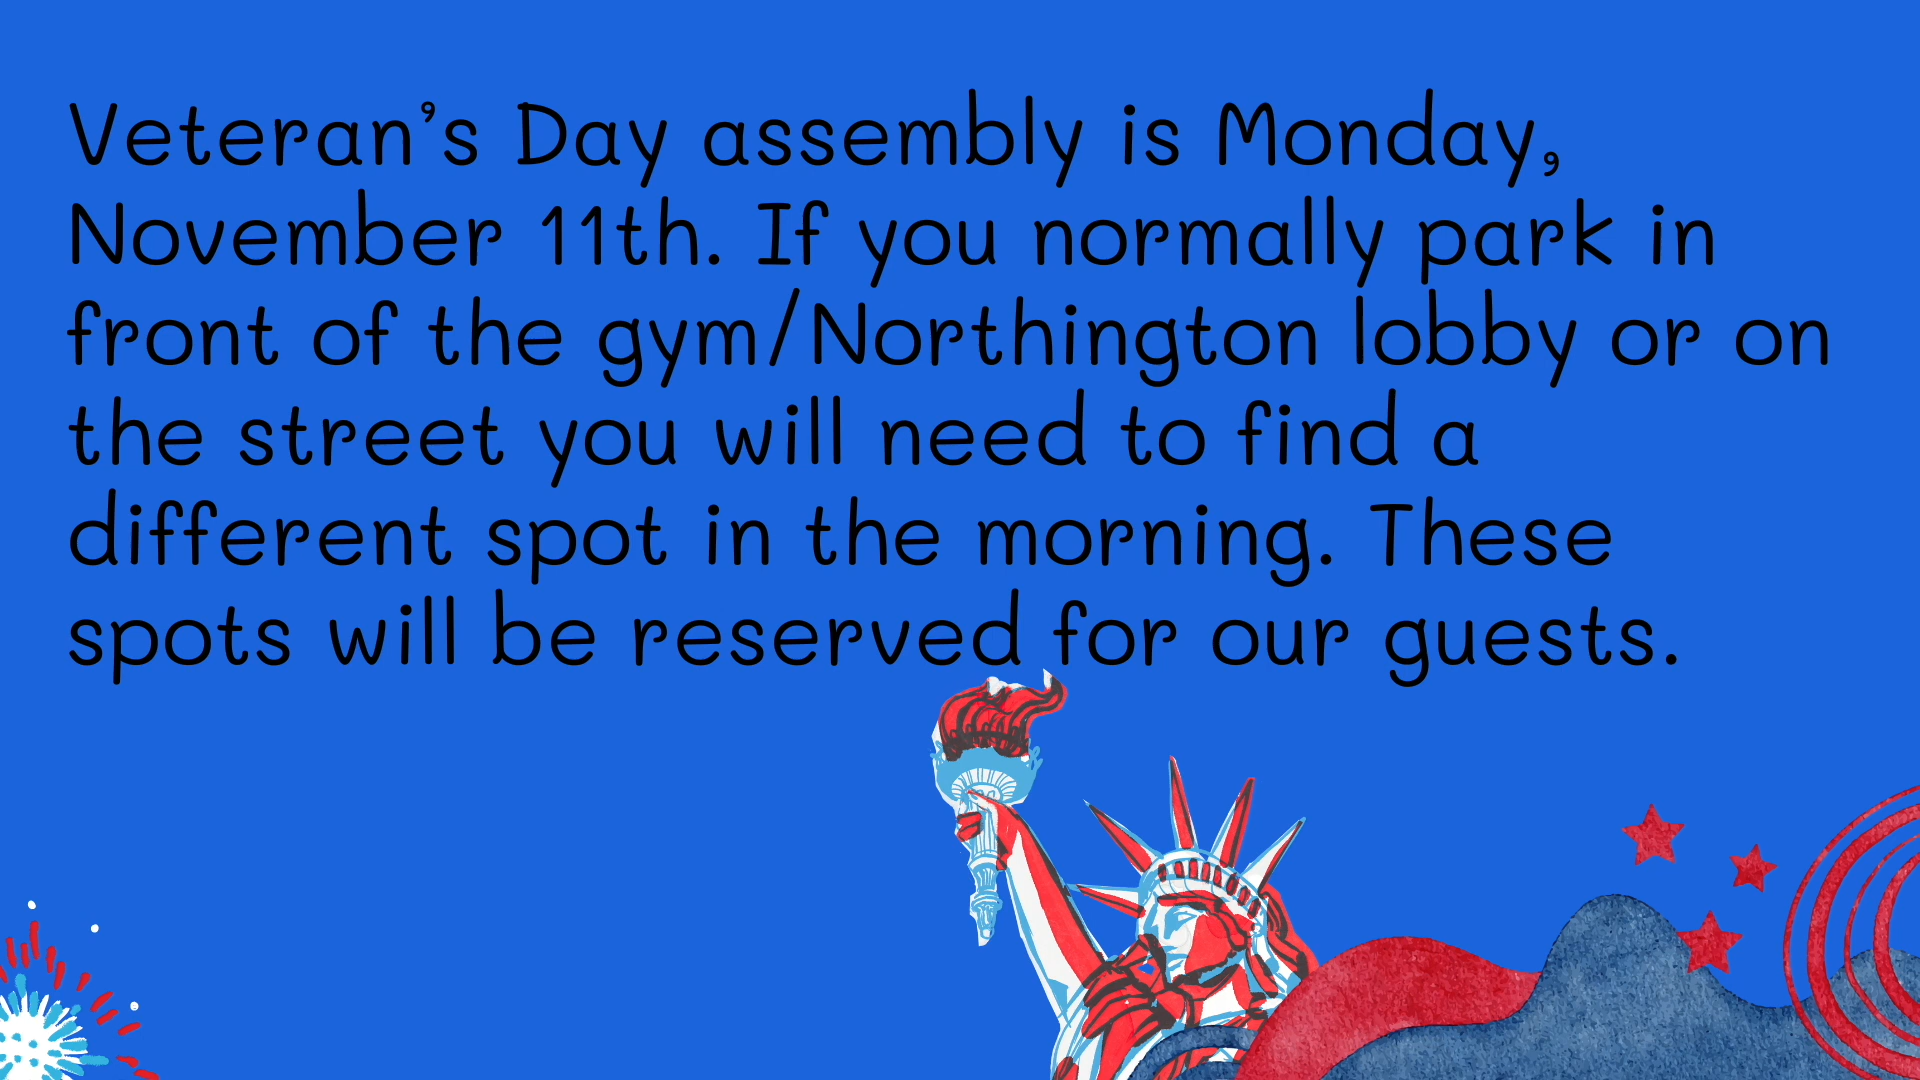 Veteran’s Day assembly is Monday,
November 11th. If you normally park in
front of the gym/Northington lobby or on
the street you will need to find a
different spot in the morning. These
spots will be reserved for our guests.